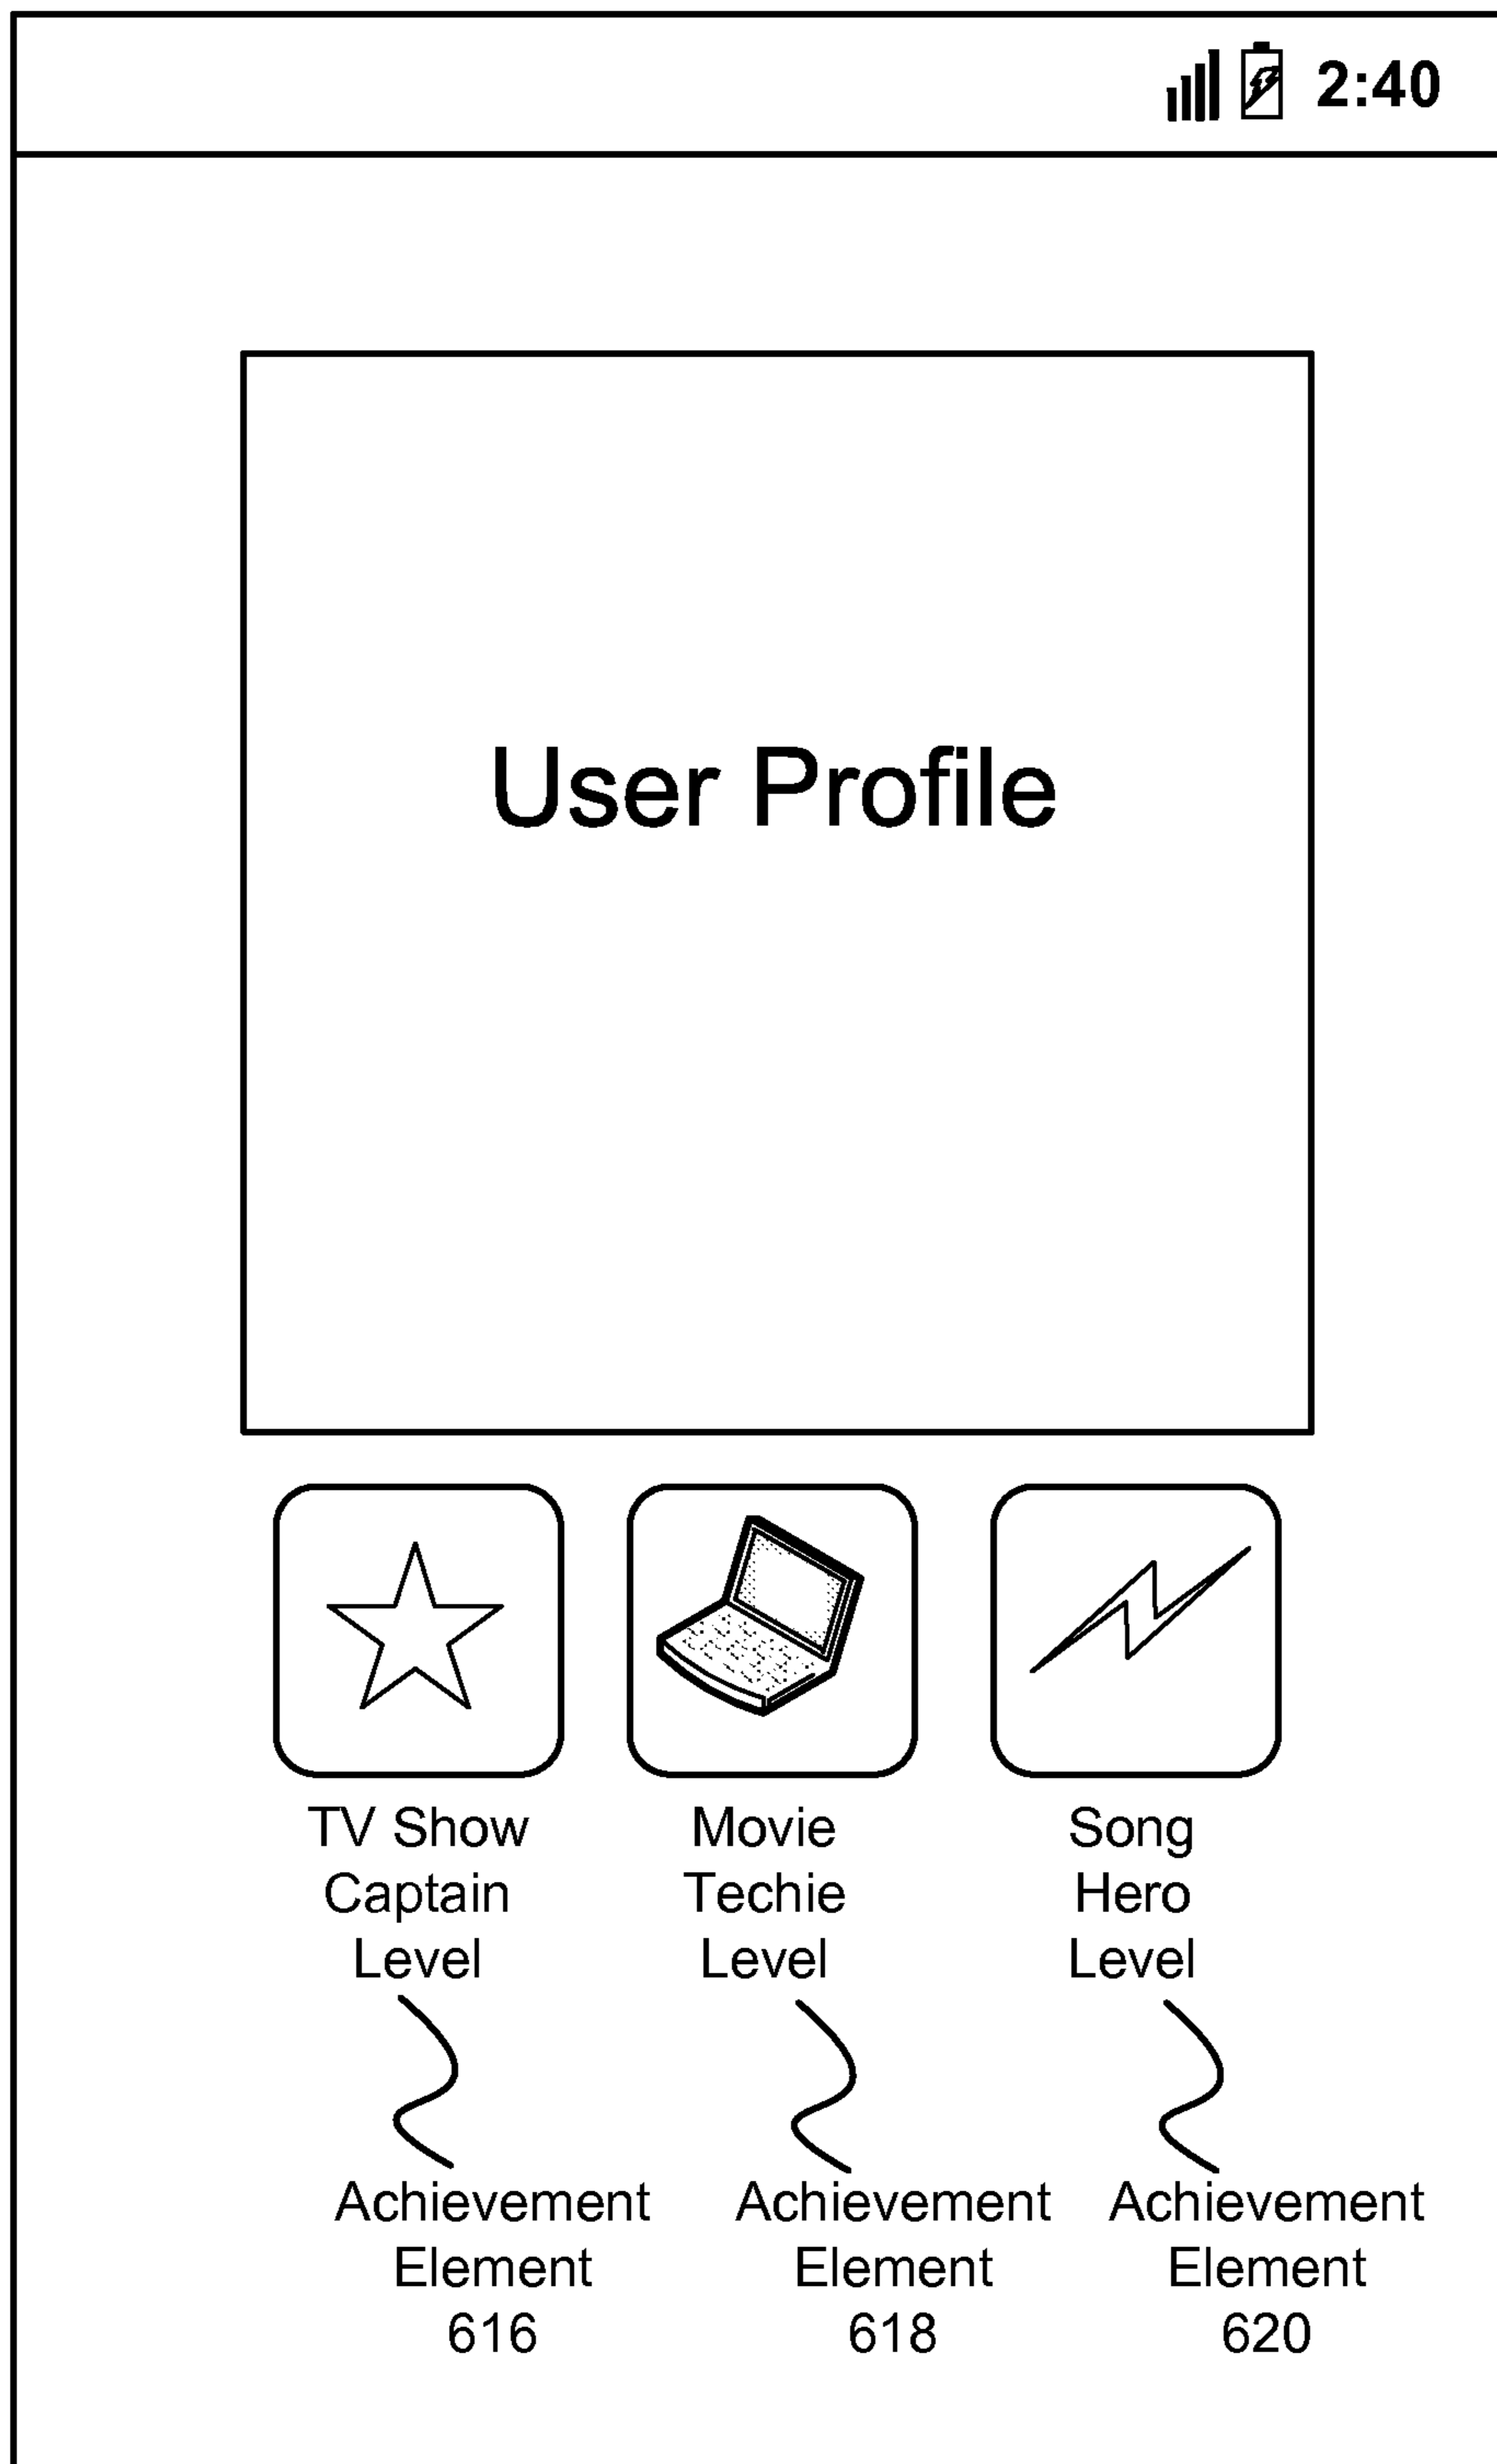 2:40
User Profile
TV Show
Captain
Level
Movie
Techie
Level
Song
Hero
Level
Achievement
Element
616
Achievement
Element
618
Achievement
Element
620